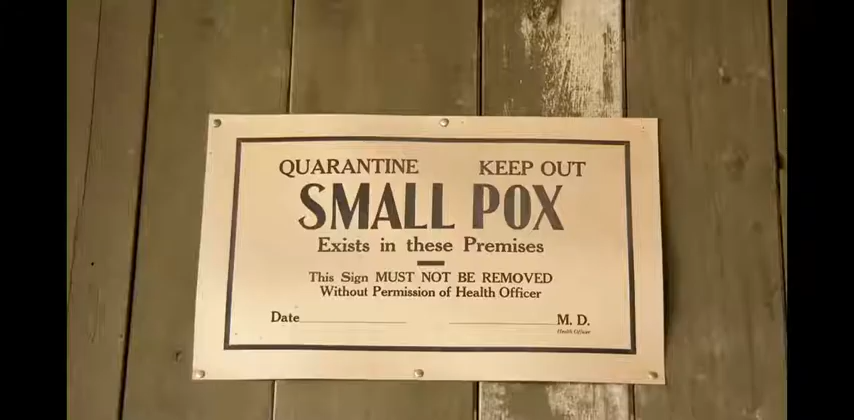 QUARANTINE KEEP OUT
SMALL POX
Exists in these Premises
This Sign MUST NOT BE REMOVED
Without Permission of Health Officer
Date M. D.
Health Officer